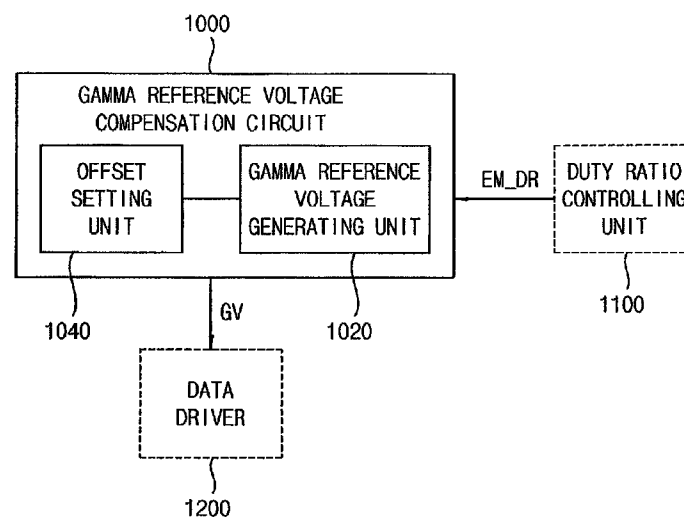 1000
GAMMA REFERENCE VOLTAGE
COMPENSATION CIRCUIT
OFFSET
SETTING
UNIT
GAMMA REFERENCE
VOLTAGE
GENERATING UNIT
EM_DR
DUTY RATIO
CONTROLLING
UNIT
1040
GV
1020
1100
DATA
DRIVER
1200